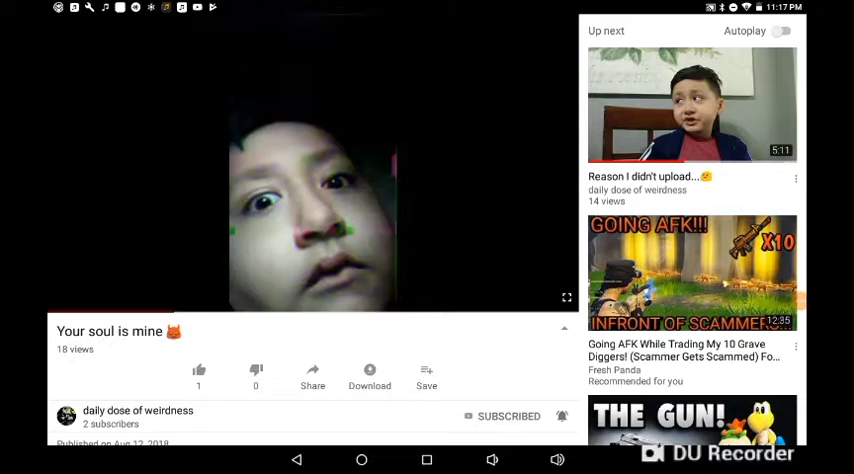 11:17 PM
Up next
Autoplay
5:11
Reason I didn't upload...🤕
daily dose of weirdness
14 views
GOING AFK!!!
X10
INFRONT OF SCAMMERS
12:35
Going AFK While Trading My 10 Grave
Diggers! (Scammer Gets Scammed) Fo...
Fresh Panda
Recommended for you
THE GUN!
Your soul is mine 👹
18 views
1
0
Share
Download
Save
daily dose of weirdness
2 subscribers
SUBSCRIBED
Published on Aug 12, 2018
DU Recorder